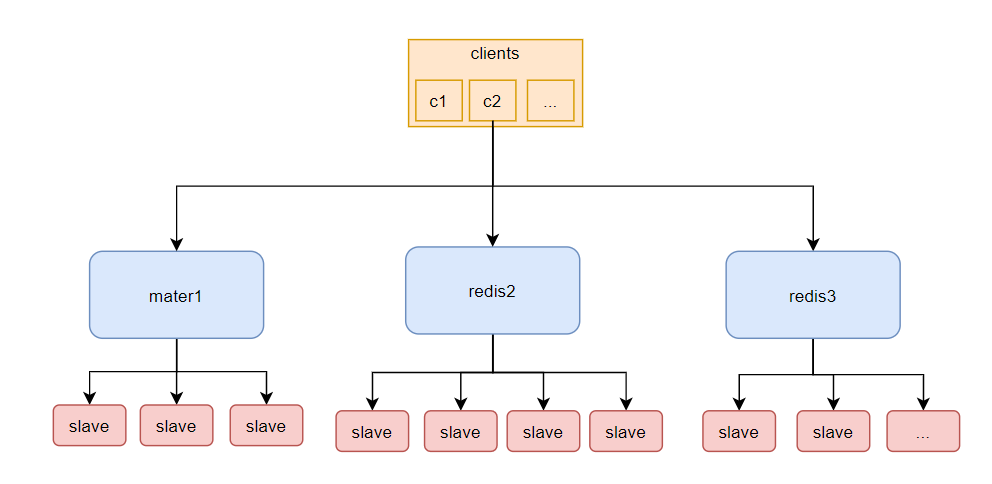 clients
c1
c2
...
mater1
redis2
redis3
slave
slave
slave
slave
slave
slave
slave
slave
slave
...